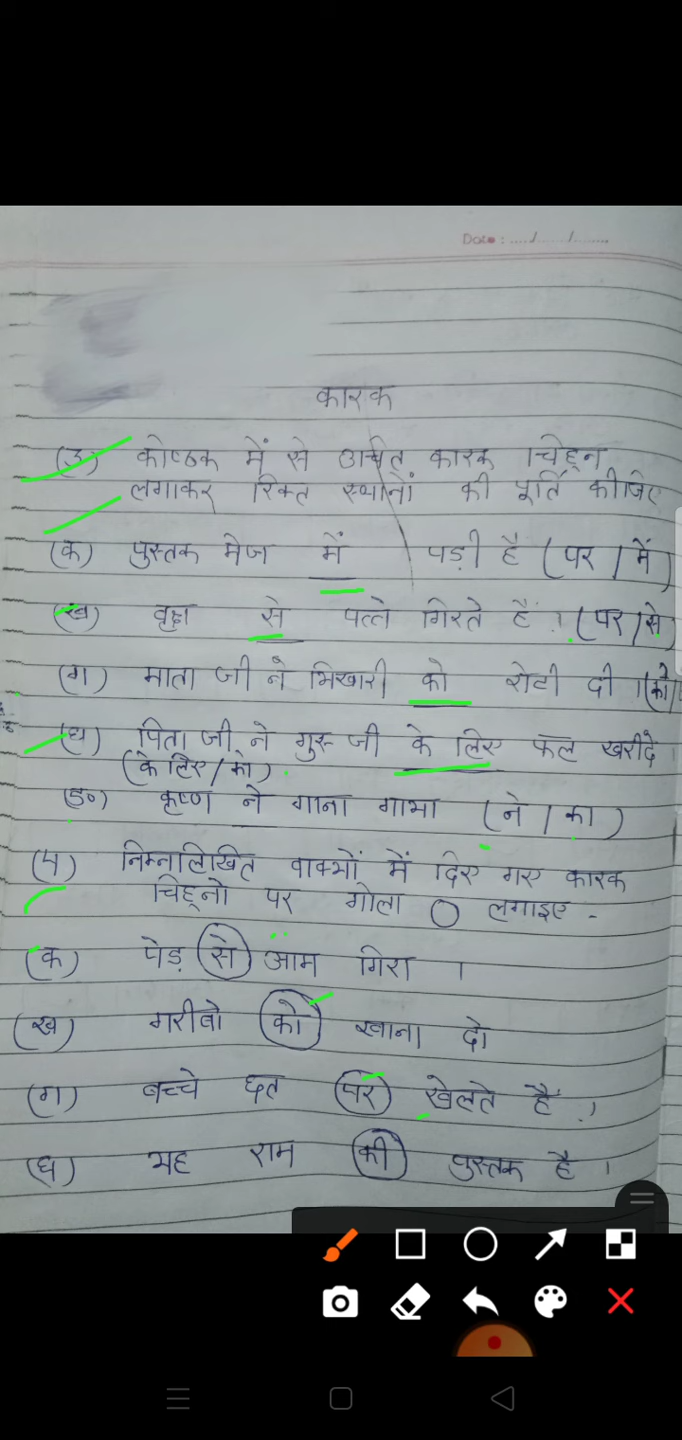 Date : ..../......./........
कारक
(3) कोष्ठक में से उचित कारक चिह्न
लगाकर रिक्त स्थानों की पूर्ति कीजिए
(क) पुस्तक मेज में पड़ी है (पर / में)
(ख) वृक्ष से पत्ते गिरते हैं । (पर / से
(ग) माता जी ने भिखारी को रोटी दी । (को /
(घ) पिता जी ने गुरु जी के लिए फल खरीदे
(के लिए / को)
(ड०) कृष्ण ने गाना गाया (ने / का)
(4) निम्नलिखित वाक्यों में दिए गए कारक
चिह्नो पर गोला लगाइए -
(क) पेड़ से आम गिरा ।
(ख) गरीबो को खाना दो
(ग) बच्चे छत पर खेलते हैं ।
(घ) यह राम की पुस्तक है ।